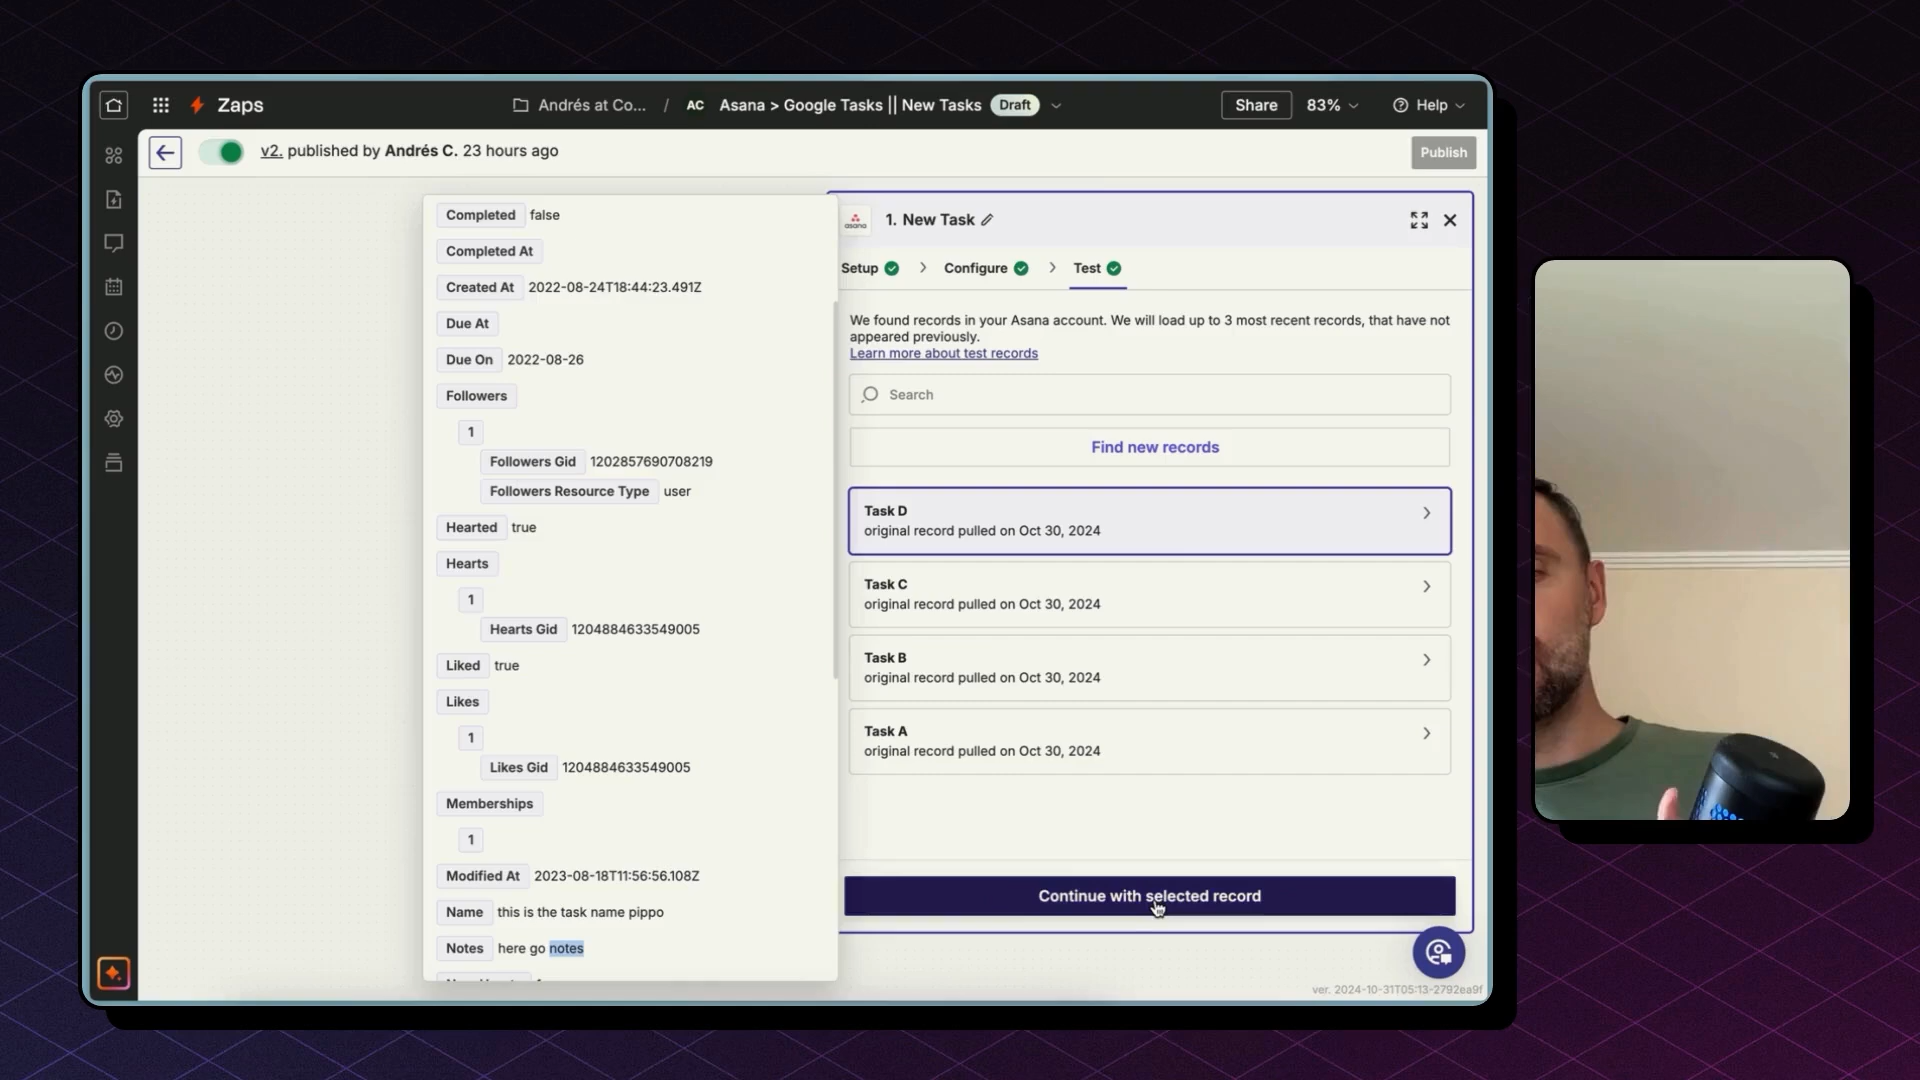 Zaps
Andrés at Co... / AC Asana > Google Tasks || New Tasks Draft
Share 83% Help
v2. published by Andrés C. 23 hours ago
Publish
Completed false
Completed At
Created At 2022-08-24T18:44:23.491Z
Due At
Due On 2022-08-26
Followers
1
Followers Gid 1202857690708219
Followers Resource Type user
Hearted true
Hearts
1
Hearts Gid 1204884633549005
Liked true
Likes
1
Likes Gid 1204884633549005
Memberships
1
Modified At 2023-08-18T11:56:56.108Z
Name this is the task name pippo
Notes here go notes
asana
1. New Task
Setup > Configure > Test
We found records in your Asana account. We will load up to 3 most recent records, that have not
appeared previously.
Learn more about test records
Search
Find new records
Task D
original record pulled on Oct 30, 2024
Task C
original record pulled on Oct 30, 2024
Task B
original record pulled on Oct 30, 2024
Task A
original record pulled on Oct 30, 2024
Continue with selected record
ver. 2024-10-31T05:13-2792ea9f